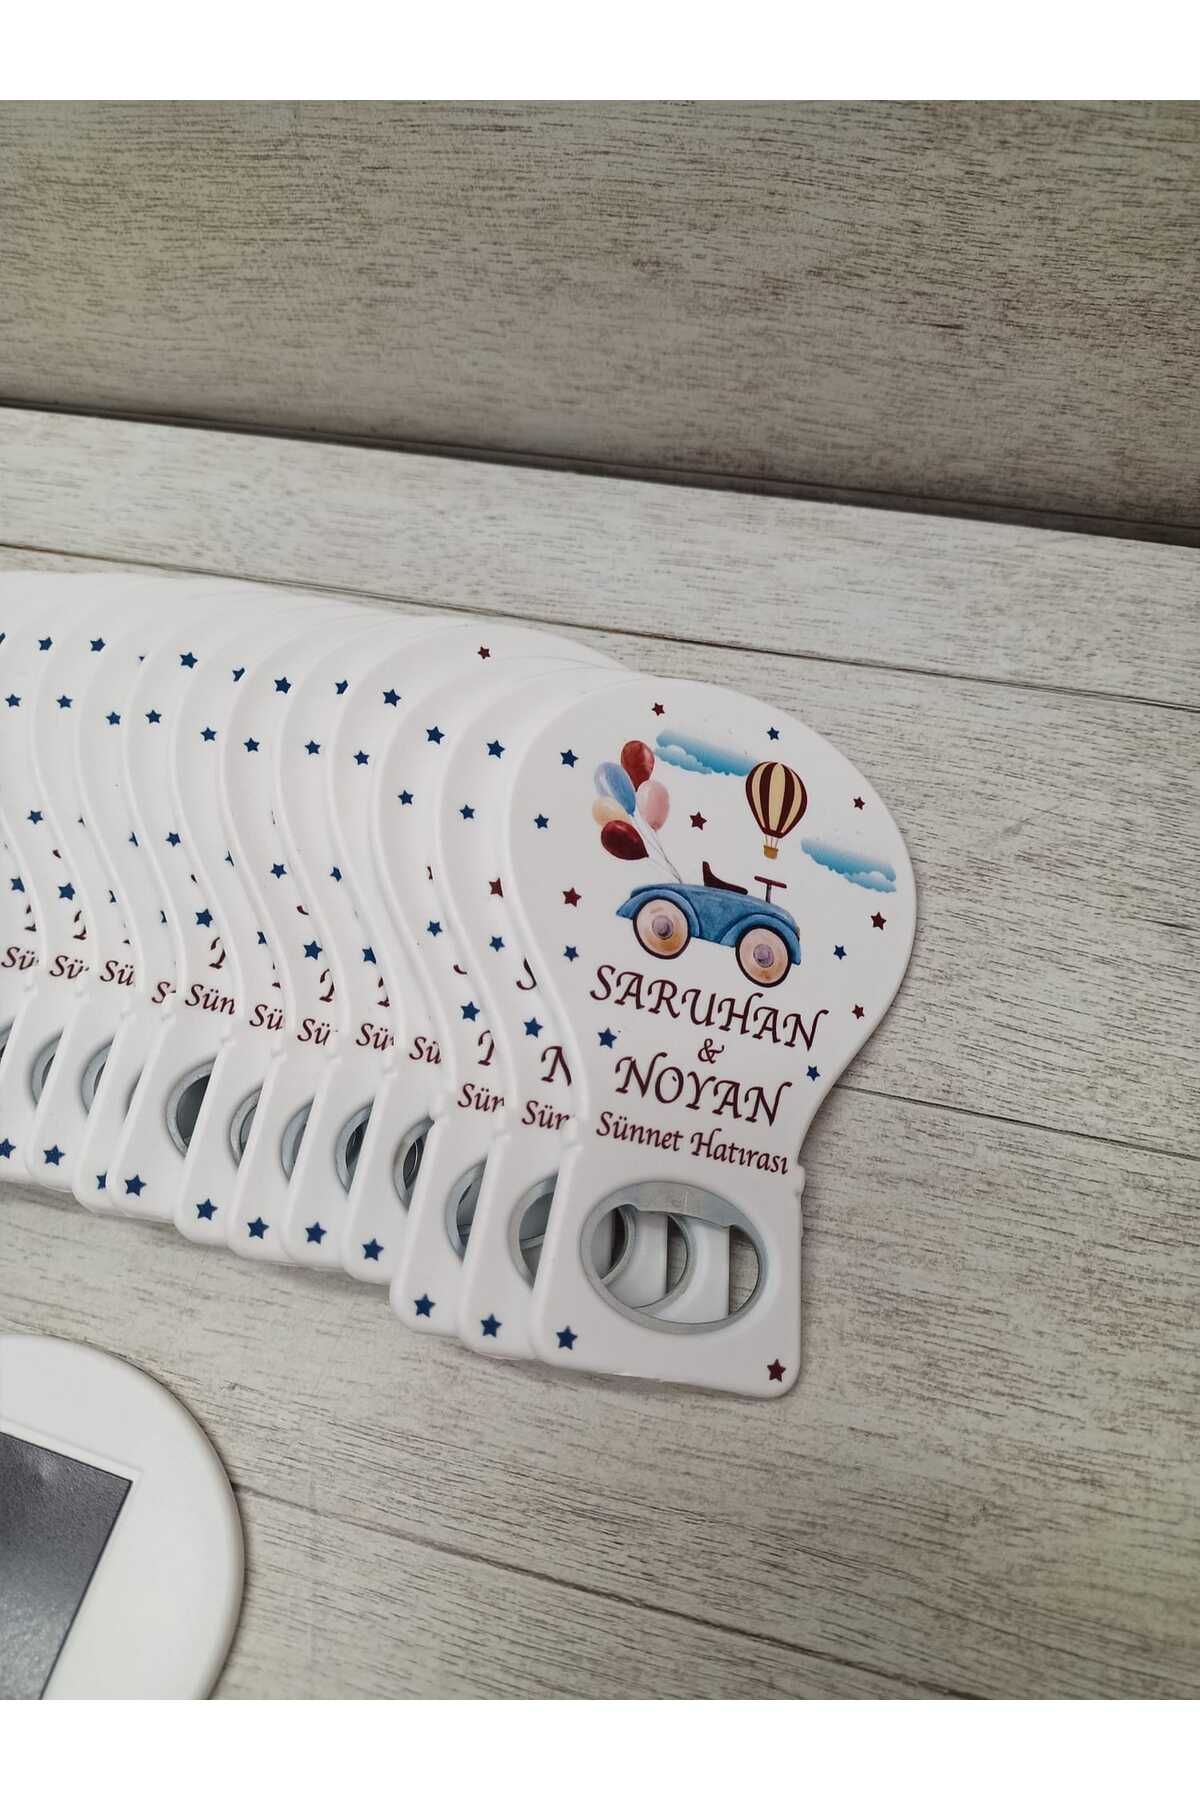 SARUHAN
&
NOYAN
Sünnet Hatırası